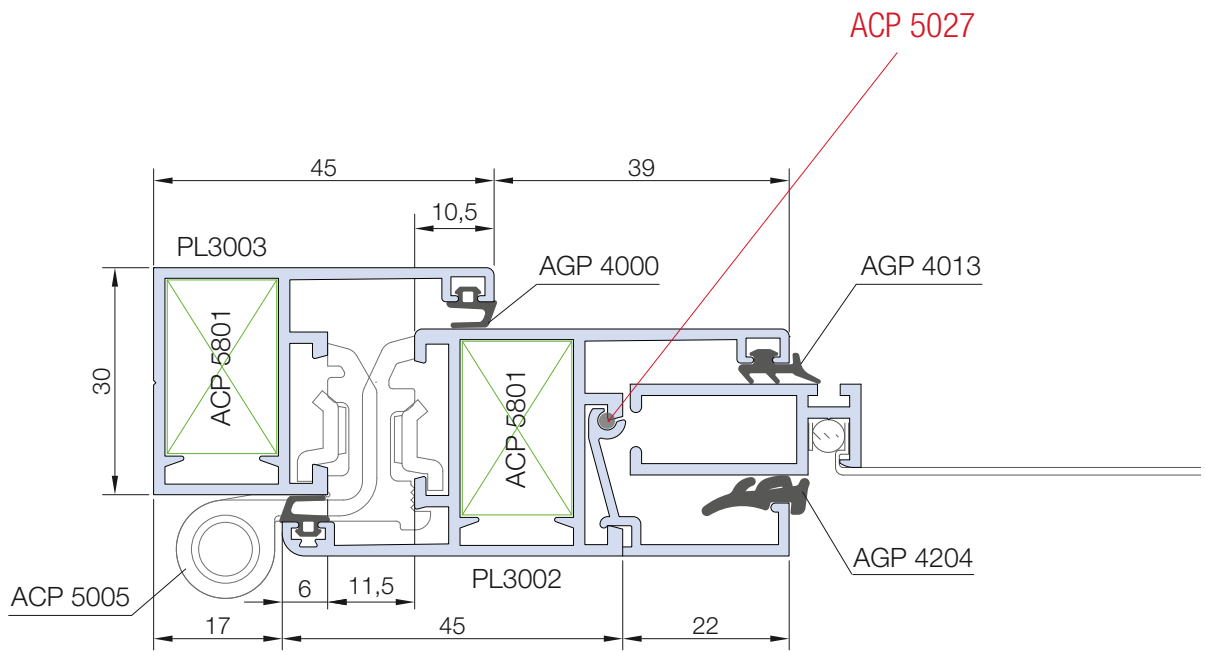 ACP 5027
45
39
10,5
PL3003
AGP 4000
AGP 4013
30
ACP 5801
ACP 5801
ACP 5005
6
11,5
PL3002
AGP 4204
17
45
22